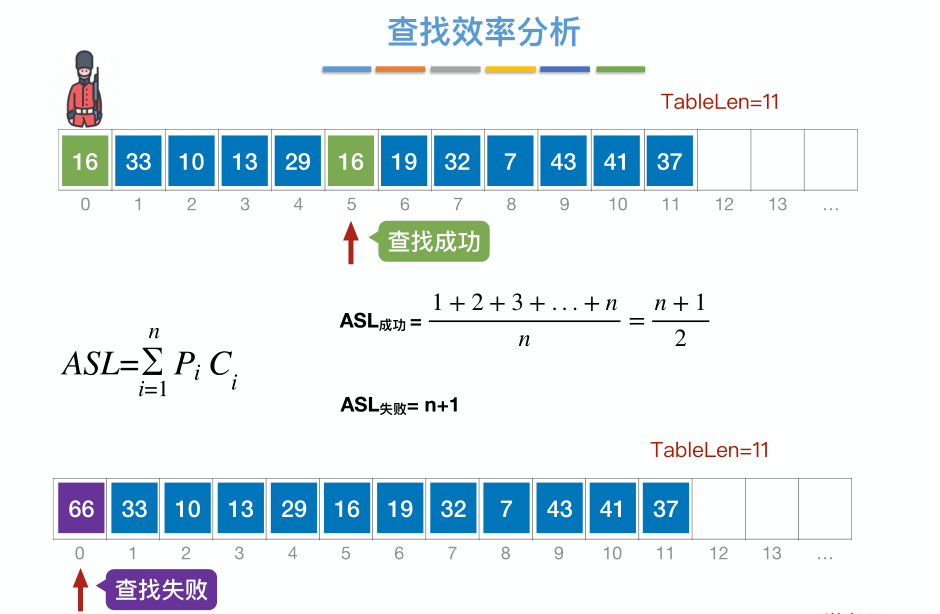 查找效率分析
TableLen=11
16 33 10 13 29 16 19 32 7 43 41 37
0 1 2 3 4 5 6 7 8 9 10 11 12 13 ...
查找成功
ASL成功 = (1 + 2 + 3 + … + n) / n = (n + 1) / 2
ASL=∑_{i=1}^{n} P_i C_i
ASL失败= n+1
TableLen=11
66 33 10 13 29 16 19 32 7 43 41 37
0 1 2 3 4 5 6 7 8 9 10 11 12 13 ...
查找失败